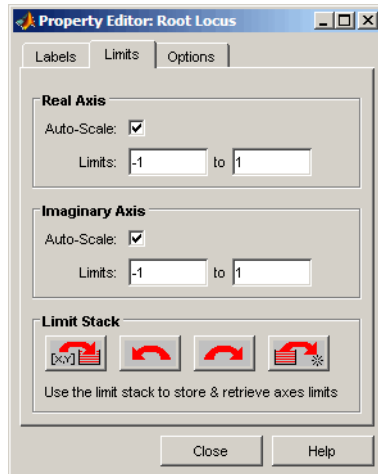 Property Editor: Root Locus
Labels Limits Options
Real Axis
Auto-Scale:
Limits: -1 to 1
Imaginary Axis
Auto-Scale:
Limits: -1 to 1
Limit Stack
[X,Y]
Use the limit stack to store & retrieve axes limits
Close Help